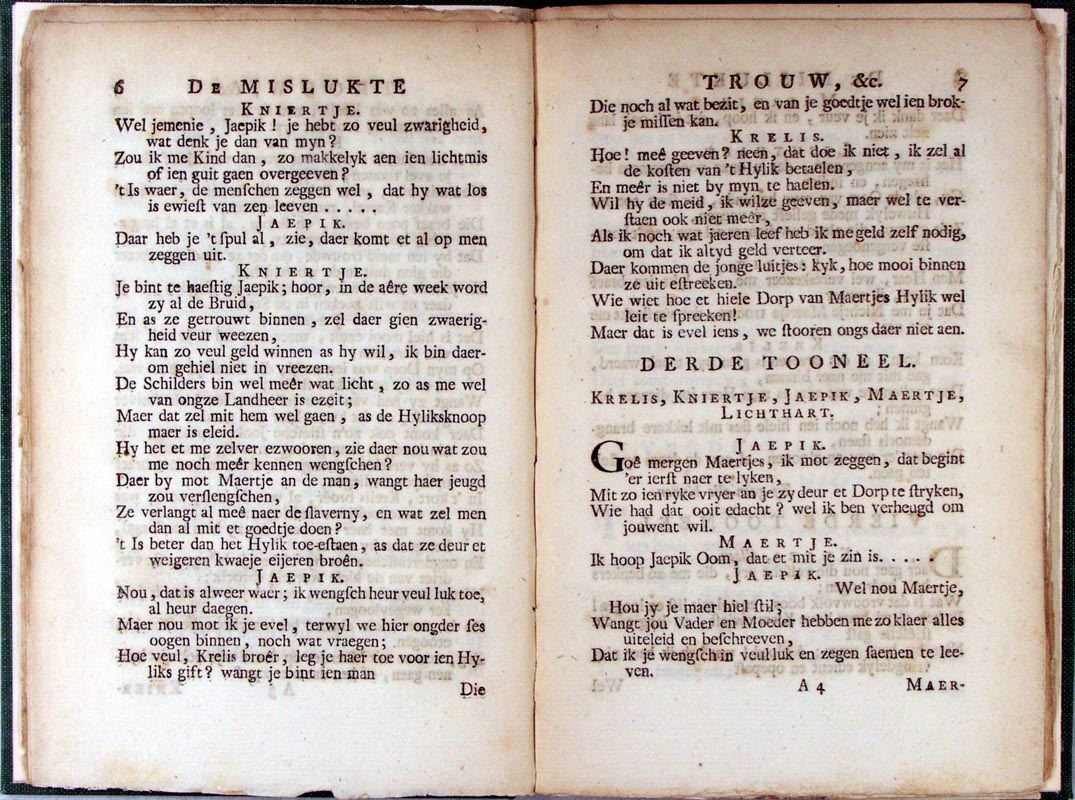 6 DE MISLUKTE
KNIERTJE.
Wel jemenie, Jaepik! je hebt zo veul zwarigheid,
wat denk je dan van myn?
Zou ik me Kind dan, zo makkelyk aen ien lichtmis
of ien guit gaen overgeeven?
't Is waer, de menſchen zeggen wel, dat hy wat los
is ewieſt van zen leeven . . . . .
JAEPIK.
Daar heb je 't ſpul al, zie, daer komt et al op men
zeggen uit.
KNIERTJE.
Je bint te haeſtig Jaepik; hoor, in de aêre week word
zy al de Bruid,
En as ze getrouwt binnen, zel daer gien zwaerig-
heid veur weezen,
Hy kan zo veul geld winnen as hy wil, ik bin daer-
om gehiel niet in vreezen.
De Schilders bin wel meêr wat licht, zo as me wel
van ongze Landheer is ezeit;
Maer dat zel mit hem wel gaen, as de Hyliksknoop
maer is eleid.
Hy het et me zelver ezwooren, zie daer nou wat zou
me noch meêr kennen wengſchen?
Daer by mot Maertje an de man, wangt haer jeugd
zou verſlengſchen,
Ze verlangt al meê naer de ſlaverny, en wat zel men
dan al mit et goedtje doen?
't Is beter dan het Hylik toe-eſtaen, as dat ze deur et
weigeren kwaeje eijeren broên.
JAEPIK.
Nou, dat is alweer waer; ik wengſch heur veul luk toe,
al heur daegen.
Maer nou mot ik je evel, terwyl we hier ongder ſes
oogen binnen, noch wat vraegen;
Hoe veul, Krelis broêr, leg je haer toe voor ien Hy-
liks gift? wangt je bint ien man
Die
TROUW, &c. 7
Die noch al wat bezit, en van je goedtje wel ien brok-
je miſſen kan.
KRELIS.
Hoe! meê geeven? neen, dat doe ik niet, ik zel al
de koſten van 't Hylik betaelen,
En meêr is niet by myn te haelen.
Wil hy de meid, ik wilze geeven, maer wel te ver-
ſtaen ook niet meêr,
Als ik noch wat jaeren leef heb ik me geld zelf nodig,
om dat ik altyd geld verteer.
Daer kommen de jonge luitjes: kyk, hoe mooi binnen
ze uit eſtreeken.
Wie wiet hoe et hiele Dorp van Maertjes Hylik wel
leit te ſpreeken!
Maer dat is evel iens, we ſtooren ongs daer niet aen.
DERDE TOONEEL.
KRELIS, KNIERTJE, JAEPIK, MAERTJE,
LICHTHART.
JAEPIK.
Goê mergen Maertjes, ik mot zeggen, dat begint
'er ierſt naer te lyken,
Mit zo ien ryke vryer an je zy deur et Dorp te ſtryken,
Wie had dat ooit edacht? wel ik ben verheugd om
jouwent wil.
MAERTJE.
Ik hoop Jaepik Oom, dat et mit je zin is. . . . .
JAEPIK.
Wel nou Maertje,
Hou jy je maer hiel ſtil;
Wangt jou Vader en Moeder hebben me zo klaer alles
uiteleid en beſchreeven,
Dat ik je wengſch in veul luk en zegen ſaemen te lee-
ven.
A 4 MAER-